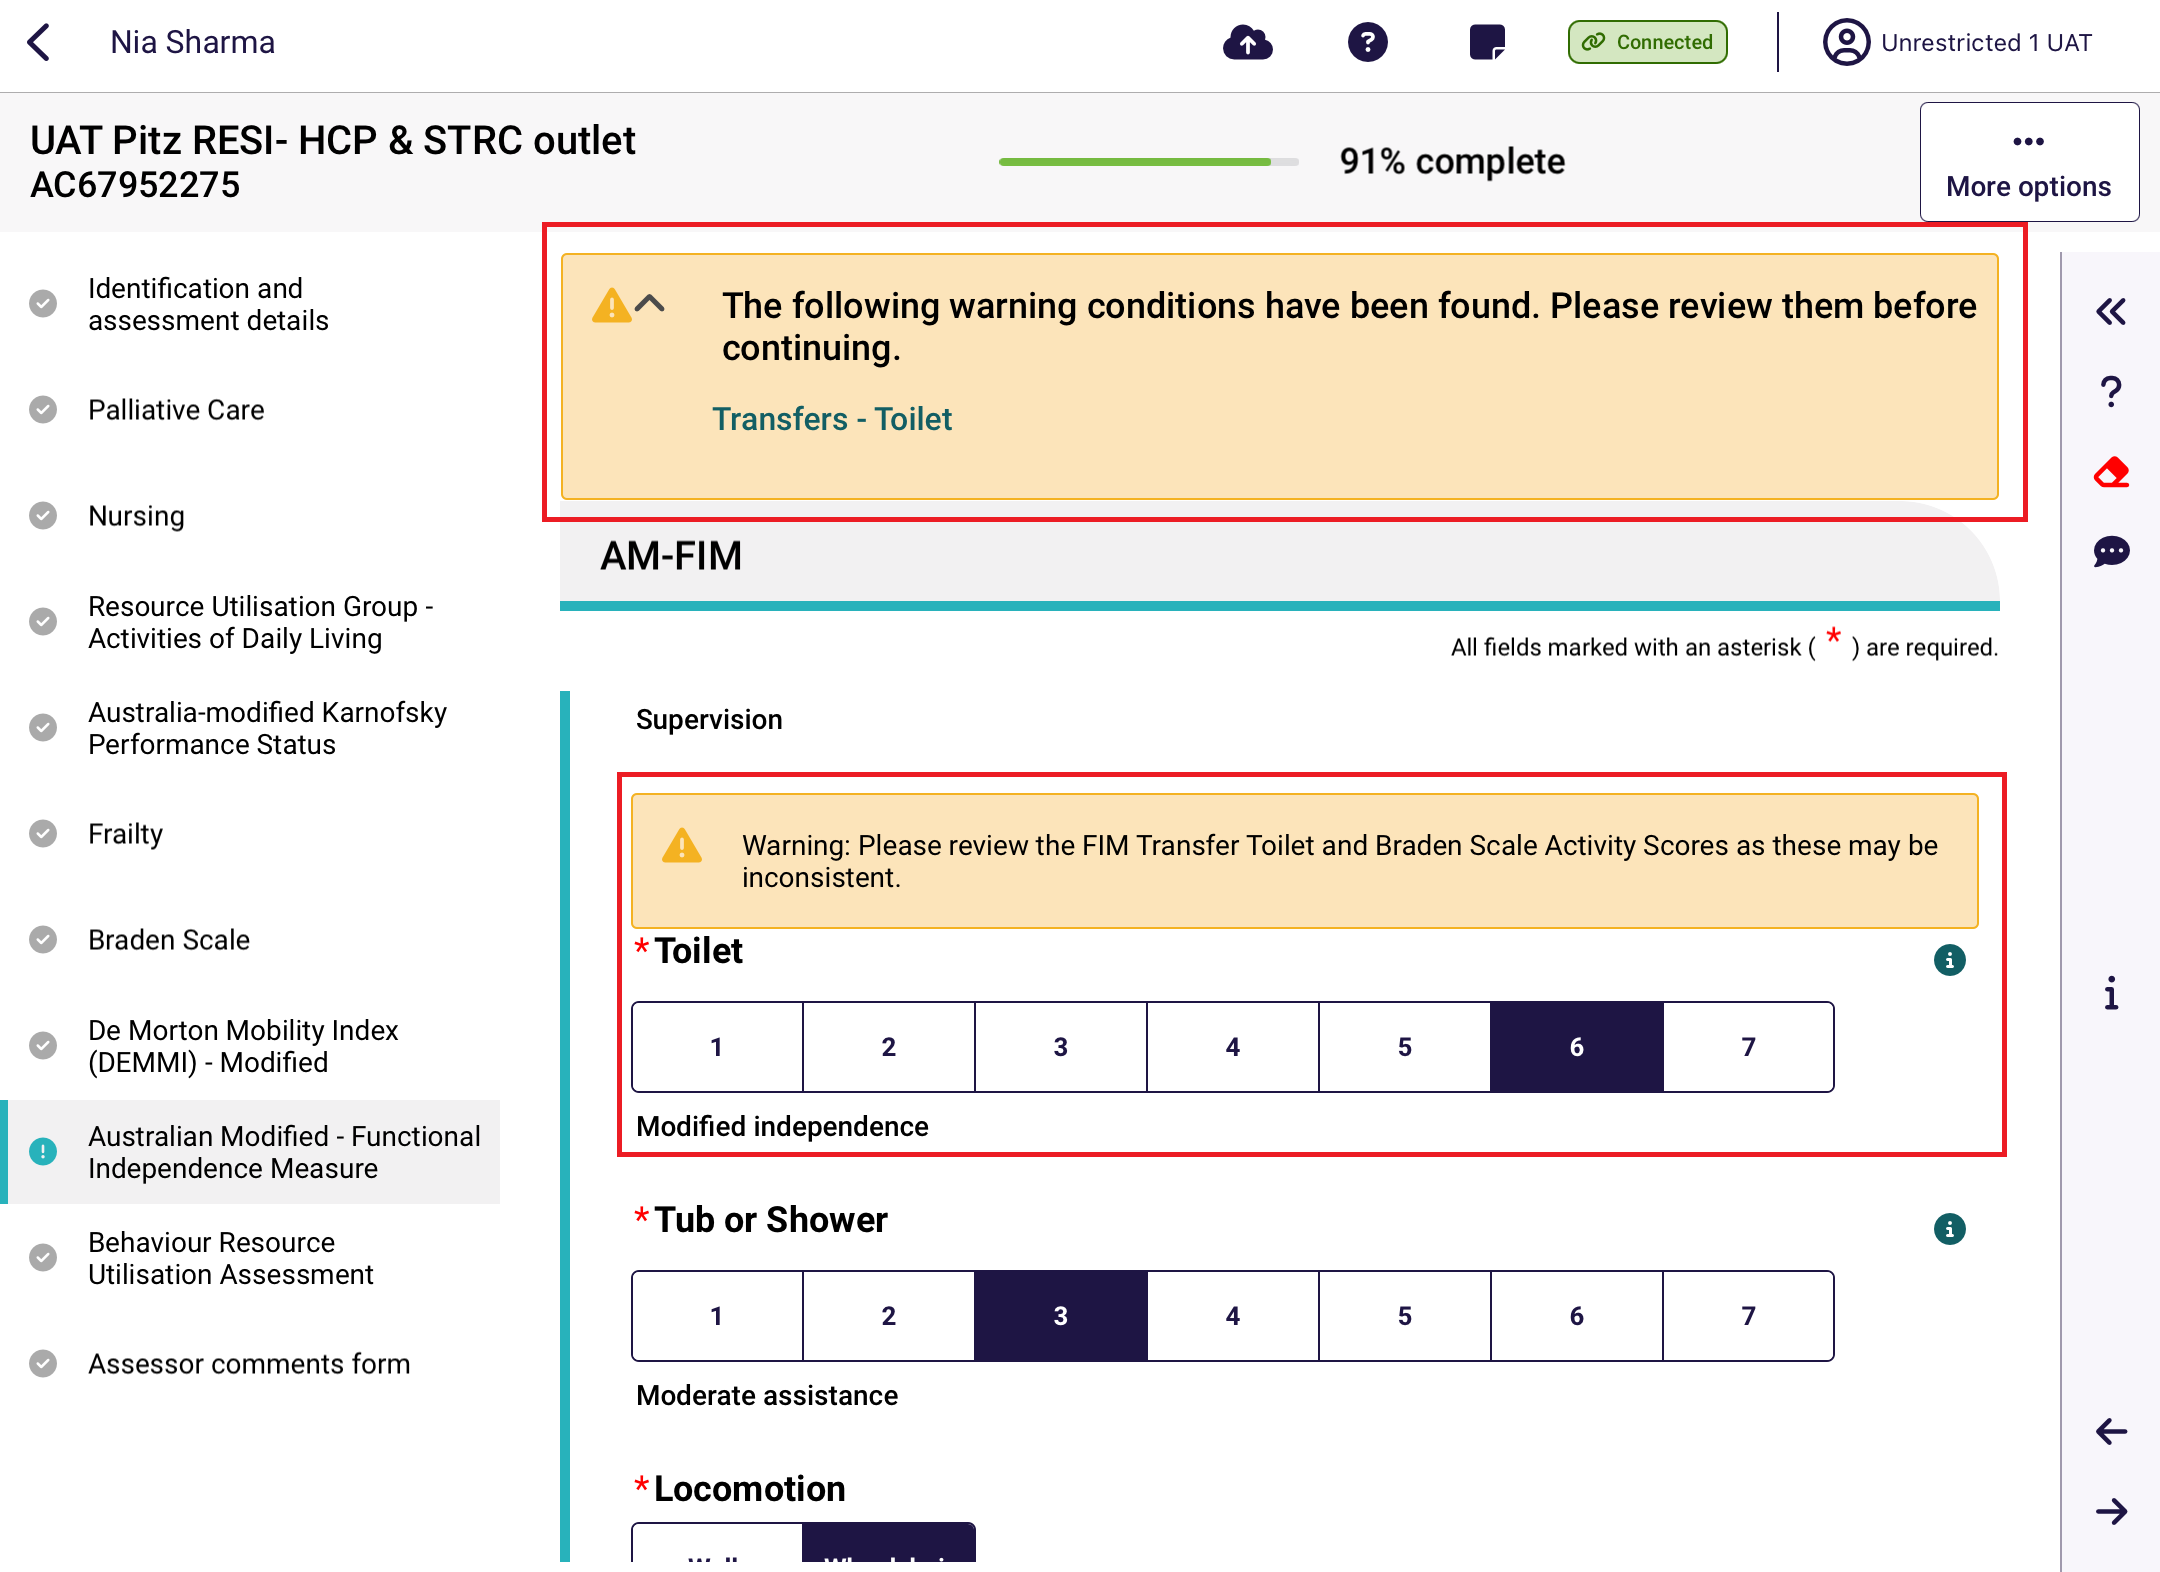 Nia Sharma
Connected
Unrestricted 1 UAT
UAT Pitz RESI- HCP & STRC outlet
AC67952275
91% complete
More options
Identification and
assessment details
Palliative Care
Nursing
Resource Utilisation Group -
Activities of Daily Living
Australia-modified Karnofsky
Performance Status
Frailty
Braden Scale
De Morton Mobility Index
(DEMMI) - Modified
Australian Modified - Functional
Independence Measure
Behaviour Resource
Utilisation Assessment
Assessor comments form
The following warning conditions have been found. Please review them before
continuing.
Transfers - Toilet
AM-FIM
All fields marked with an asterisk ( * ) are required.
Supervision
Warning: Please review the FIM Transfer Toilet and Braden Scale Activity Scores as these may be
inconsistent.
* Toilet
1 2 3 4 5 6 7
Modified independence
* Tub or Shower
1 2 3 4 5 6 7
Moderate assistance
* Locomotion